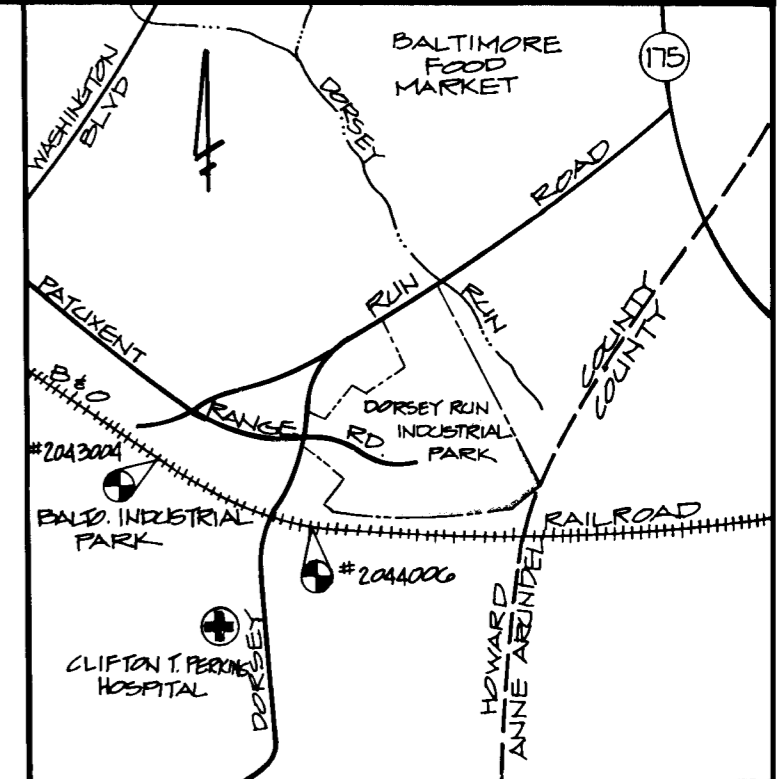 BALTIMORE
FOOD
MARKET
175
WASHINGTON
BLVD
DORSEY
ROAD
RUN
RUN
PATUXENT
COUNTY
COUNTY
B & O
RANGE
RD.
DORSEY RUN
INDUSTRIAL
PARK
#2043004
BALTO. INDUSTRIAL
PARK
RAILROAD
#2044006
HOWARD
ANNE ARUNDEL
CLIFTON T. PERKINS
HOSPITAL
DORSEY